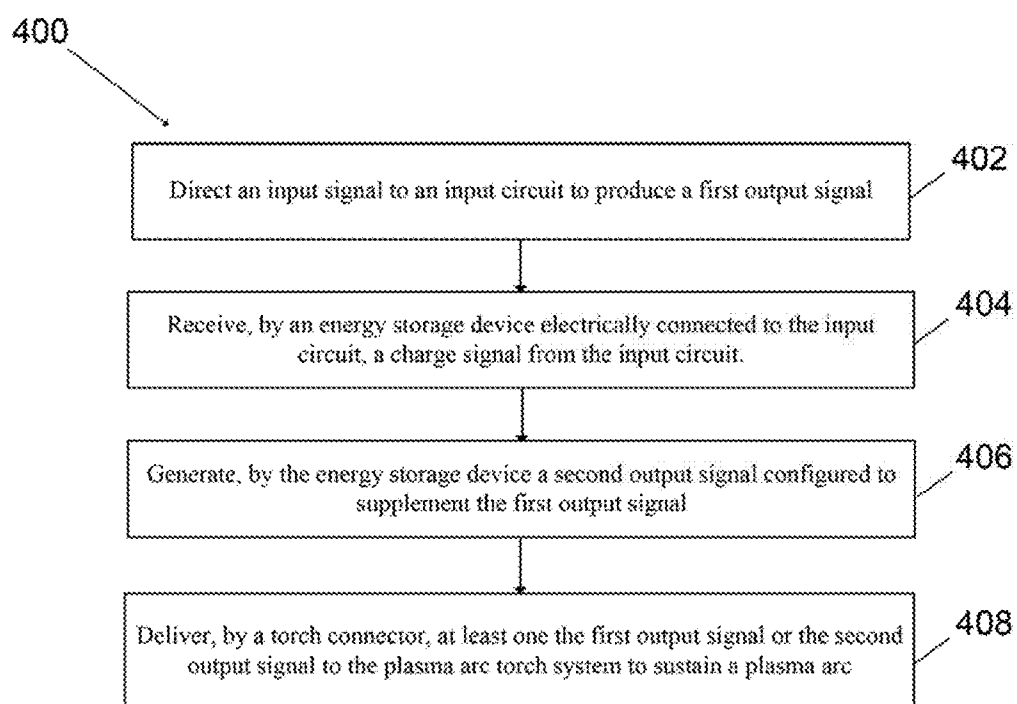 400
402
Direct an input signal to an input circuit to produce a first output signal
404
Receive, by an energy storage device electrically connected to the input
circuit, a charge signal from the input circuit.
406
Generate, by the energy storage device a second output signal configured to
supplement the first output signal
408
Deliver, by a torch connector, at least one the first output signal or the second
output signal to the plasma arc torch system to sustain a plasma arc